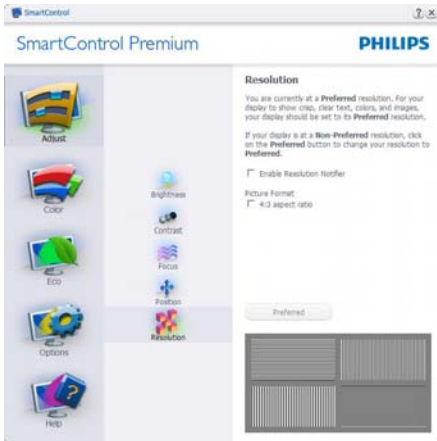 SmartControl
SmartControl Premium
PHILIPS
Adjust
Color
Eco
Options
Help
Brightness
Contrast
Focus
Position
Resolution
Resolution
You are currently at a Preferred resolution. For your
display to show crisp, clear text, colors, and images,
your display should be set to its Preferred resolution.
If your display is at a Non-Preferred resolution, click
on the Preferred button to change your resolution to
Preferred.
Enable Resolution Notifier
Picture Format
4:3 aspect ratio
Preferred